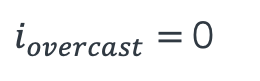 i_overcast = 0